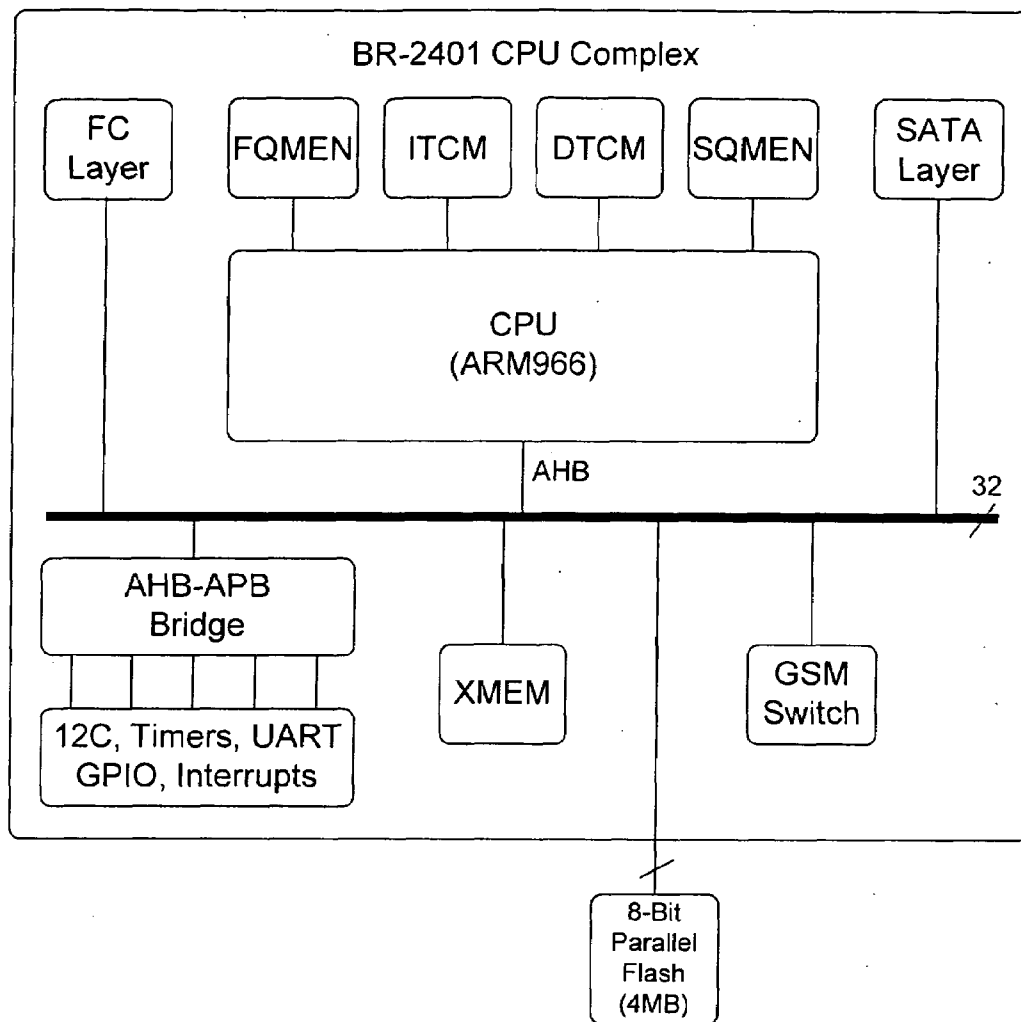 BR-2401 CPU Complex
FC
Layer
FQMEN
ITCM
DTCM
SQMEN
SATA
Layer
CPU
(ARM966)
AHB
32
AHB-APB
Bridge
XMEM
GSM
Switch
12C, Timers, UART
GPIO, Interrupts
8-Bit
Parallel
Flash
(4MB)